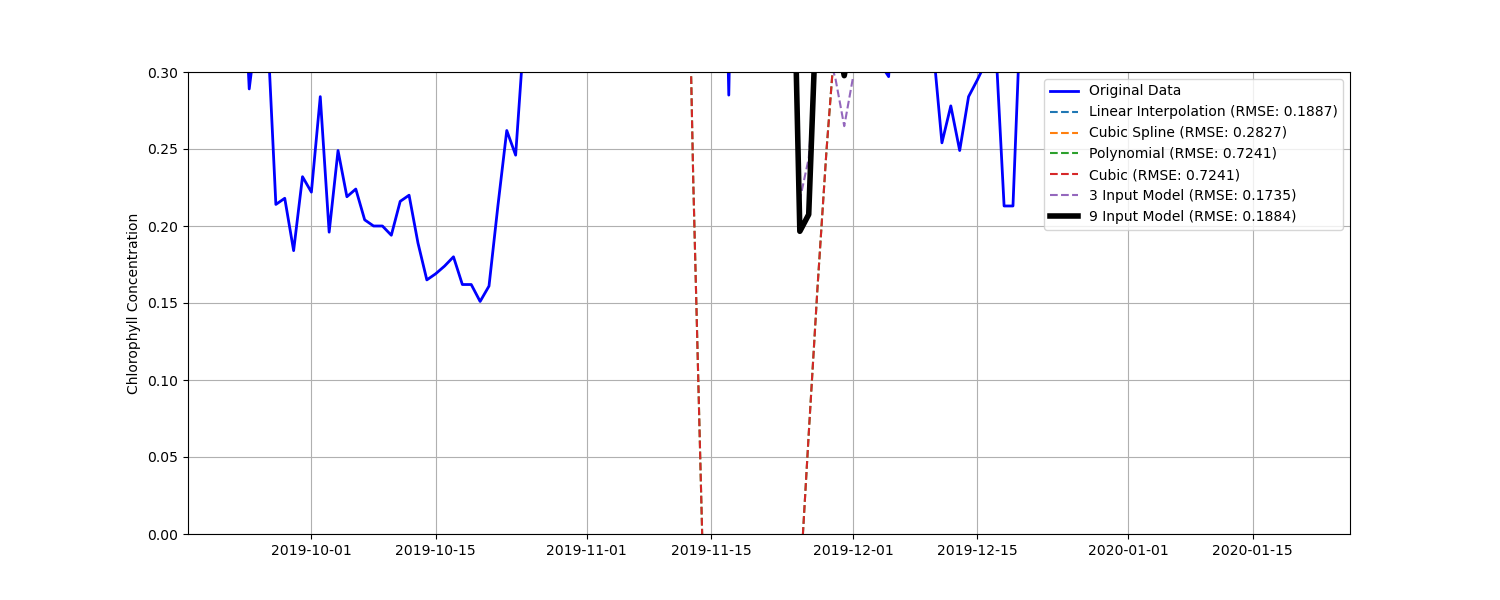 0.30
0.25
0.20
0.15
0.10
0.05
0.00
Chlorophyll Concentration
Original Data
Linear Interpolation (RMSE: 0.1887)
Cubic Spline (RMSE: 0.2827)
Polynomial (RMSE: 0.7241)
Cubic (RMSE: 0.7241)
3 Input Model (RMSE: 0.1735)
9 Input Model (RMSE: 0.1884)
2019-10-01 2019-10-15 2019-11-01 2019-11-15 2019-12-01 2019-12-15 2020-01-01 2020-01-15